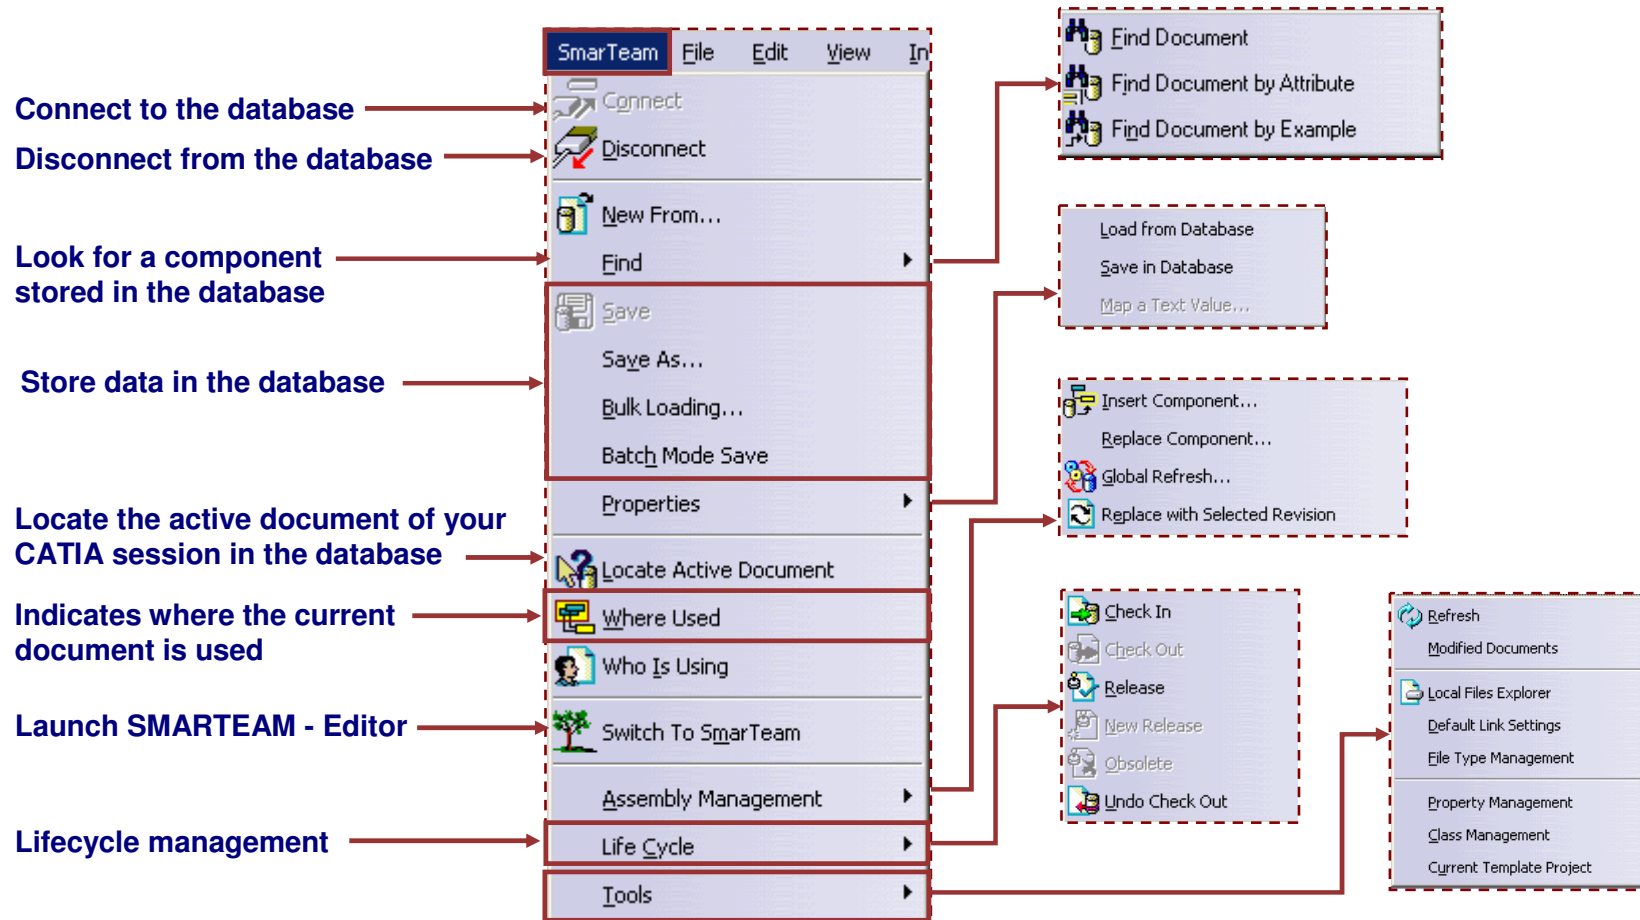 Connect to the database
Disconnect from the database
Look for a component
stored in the database
Store data in the database
Locate the active document of your
CATIA session in the database
Indicates where the current
document is used
Launch SMARTEAM - Editor
Lifecycle management
SmarTeam File Edit View In
Connect
Disconnect
New From...
Find
Save
Save As...
Bulk Loading...
Batch Mode Save
Properties
Locate Active Document
Where Used
Who Is Using
Switch To SmarTeam
Assembly Management
Life Cycle
Tools
Find Document
Find Document by Attribute
Find Document by Example
Load from Database
Save in Database
Map a Text Value...
Insert Component...
Replace Component...
Global Refresh...
Replace with Selected Revision
Check In
Check Out
Release
New Release
Obsolete
Undo Check Out
Refresh
Modified Documents
Local Files Explorer
Default Link Settings
File Type Management
Property Management
Class Management
Current Template Project